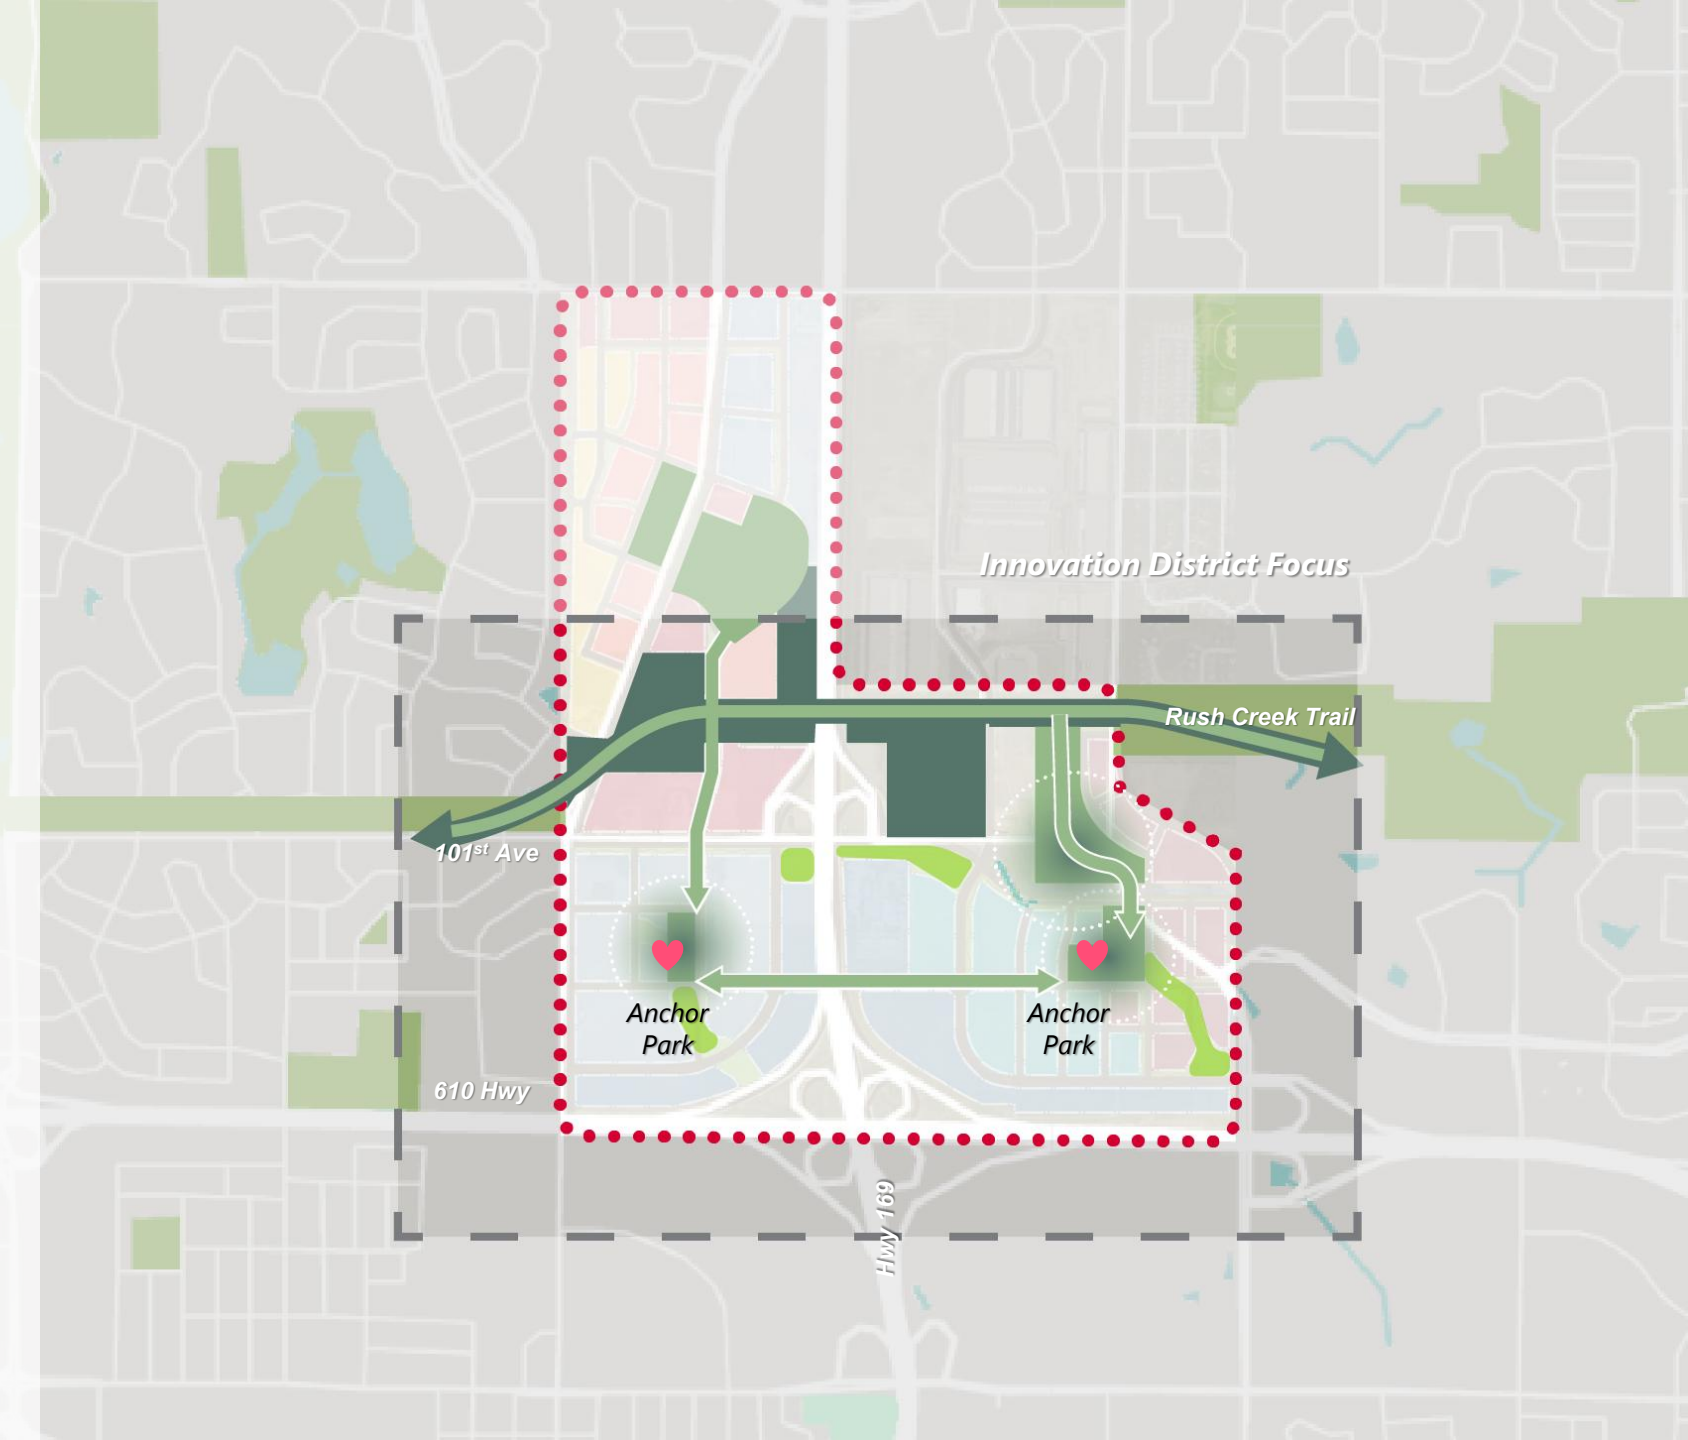 Innovation District Focus
Rush Creek Trail
101st Ave
Anchor
Park
Anchor
Park
610 Hwy
Hwy 169